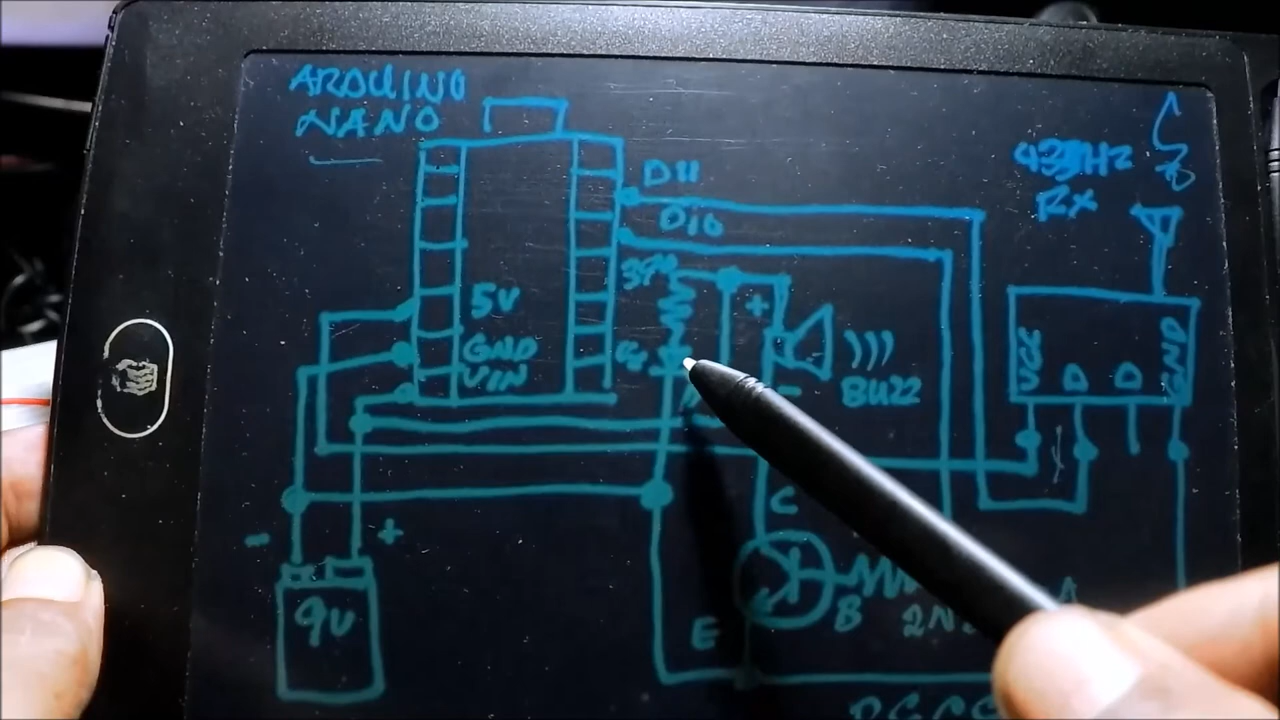 ARDUINO
NANO
D11
D10
433HZ
RX
5V
GND
VIN
+
BUZZ
VCC
D
D
GND
-
+
9V
C
B
E